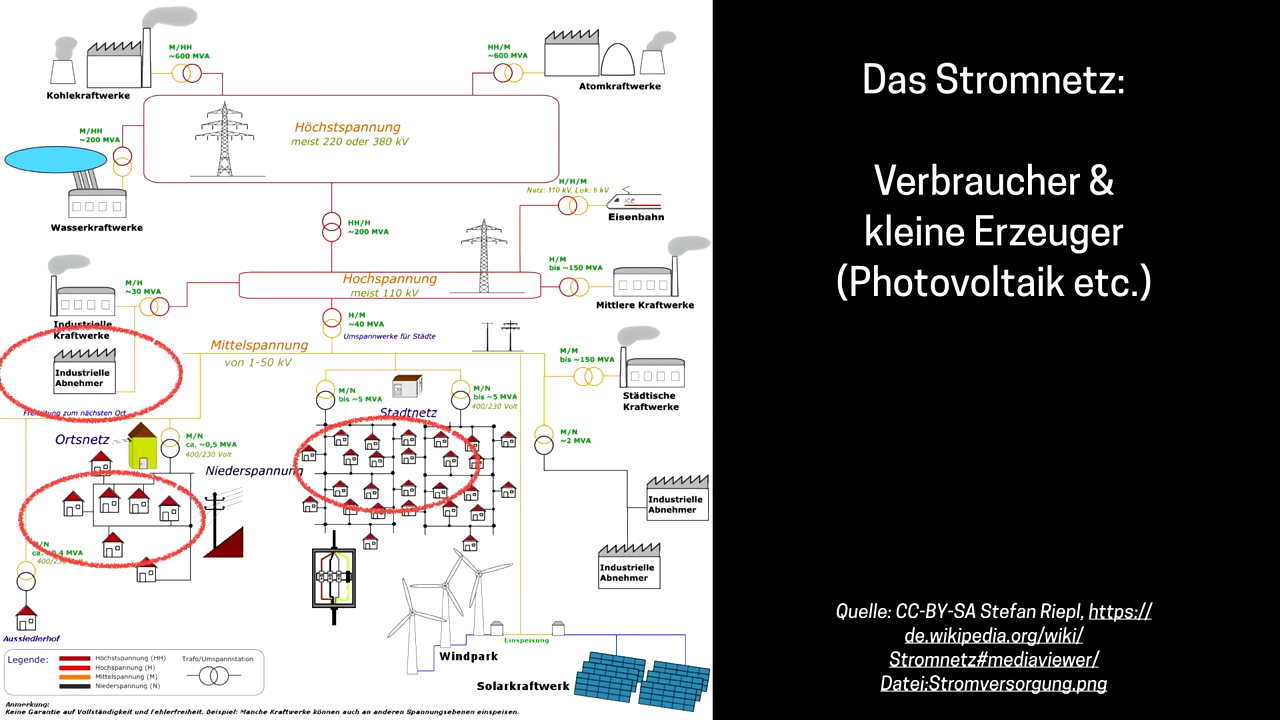 M/HH
~600 MVA
Kohlekraftwerke
HH/M
~600 MVA
Atomkraftwerke
Höchstspannung
meist 220 oder 380 kV
M/HH
~200 MVA
Wasserkraftwerke
H/H/M
Netz: 110 kV, Lok: 6 kV
ICE
Eisenbahn
HH/H
~200 MVA
H/M
bis ~150 MVA
Mittlere Kraftwerke
Hochspannung
meist 110 kV
M/H
~30 MVA
Industrielle
Kraftwerke
H/M
~40 MVA
Umspannwerke für Städte
Mittelspannung
von 1-50 kV
M/M
bis ~150 MVA
Städtische
Kraftwerke
Industrielle
Abnehmer
M/N
bis ~5 MVA
M/N
bis ~5 MVA
400/230 Volt
Stadtnetz
zum nächsten Ort
Ortsnetz
M/N
ca. ~0,5 MVA
400/230 Volt
Niederspannung
M/N
~2 MVA
Industrielle
Abnehmer
Industrielle
Abnehmer
MVA
Aussiedlerhof
Einspeisung
Windpark
Solarkraftwerk
Legende:
Höchstspannung (HH)
Hochspannung (H)
Mittelspannung (M)
Niederspannung (N)
Trafo/Umspannstation
Anmerkung:
Keine Garantie auf Vollständigkeit und Fehlerfreiheit. Beispiel: Manche Kraftwerke können auch an anderen Spannungsebenen einspeisen.
Das Stromnetz:
Verbraucher &
kleine Erzeuger
(Photovoltaik etc.)
Quelle: CC-BY-SA Stefan Riepl, https://
de.wikipedia.org/wiki/
Stromnetz#mediaviewer/
Datei:Stromversorgung.png